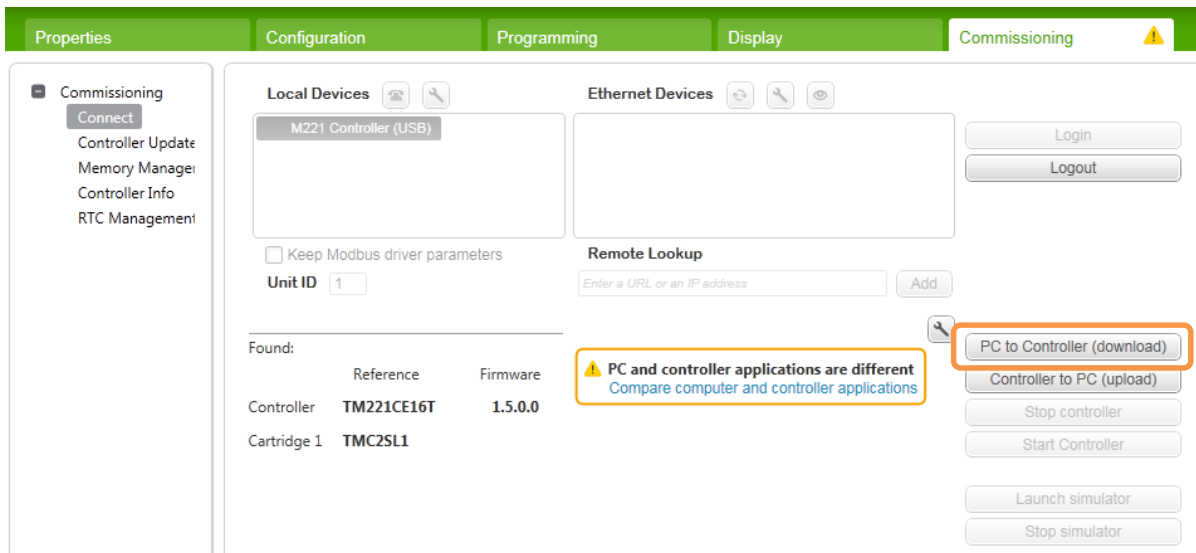 Properties
Configuration
Programming
Display
Commissioning
Commissioning
Connect
Controller Update
Memory Manage
Controller Info
RTC Management
Local Devices
M221 Controller (USB)
Keep Modbus driver parameters
Unit ID 1
Ethernet Devices
Remote Lookup
Enter a URL or an IP address
Add
Login
Logout
Found:
Reference Firmware
Controller TM221CE16T 1.5.0.0
Cartridge 1 TMC2SL1
PC and controller applications are different
Compare computer and controller applications
PC to Controller (download)
Controller to PC (upload)
Stop controller
Start Controller
Launch simulator
Stop simulator